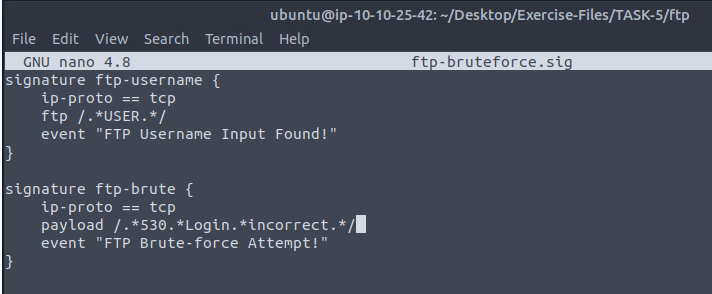 ubuntu@ip-10-10-25-42: ~/Desktop/Exercise-Files/TASK-5/ftp
File Edit View Search Terminal Help
GNU nano 4.8 ftp-bruteforce.sig
signature ftp-username {
    ip-proto == tcp
    ftp /.*USER.*/
    event "FTP Username Input Found!"
}

signature ftp-brute {
    ip-proto == tcp
    payload /.*530.*Login.*incorrect.*/
    event "FTP Brute-force Attempt!"
}